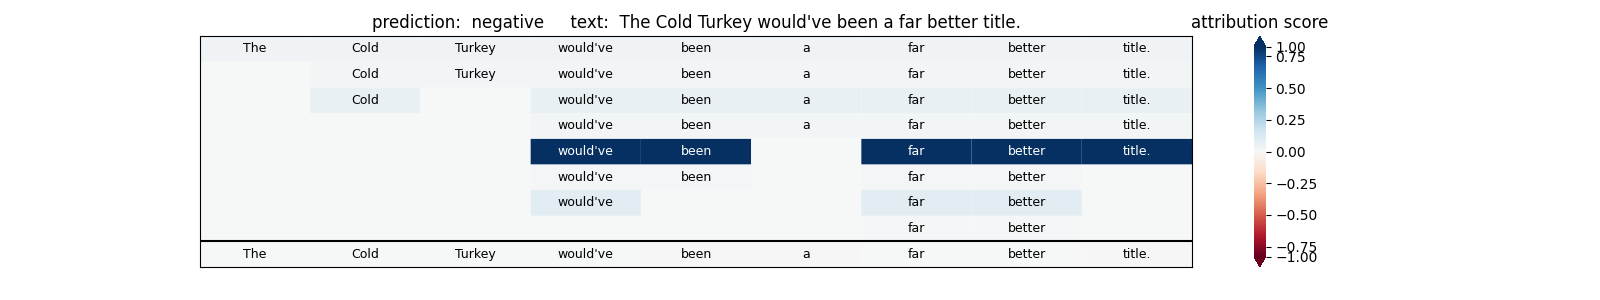 prediction:  negative     text:  The Cold Turkey would've been a far better title.
attribution score
The Cold Turkey would've been a far better title.
Cold Turkey would've been a far better title.
Cold would've been a far better title.
would've been a far better title.
would've been far better title.
would've been far better
would've far better
far better
The Cold Turkey would've been a far better title.
1.00
0.75
0.50
0.25
0.00
−0.25
−0.50
−0.75
−1.00